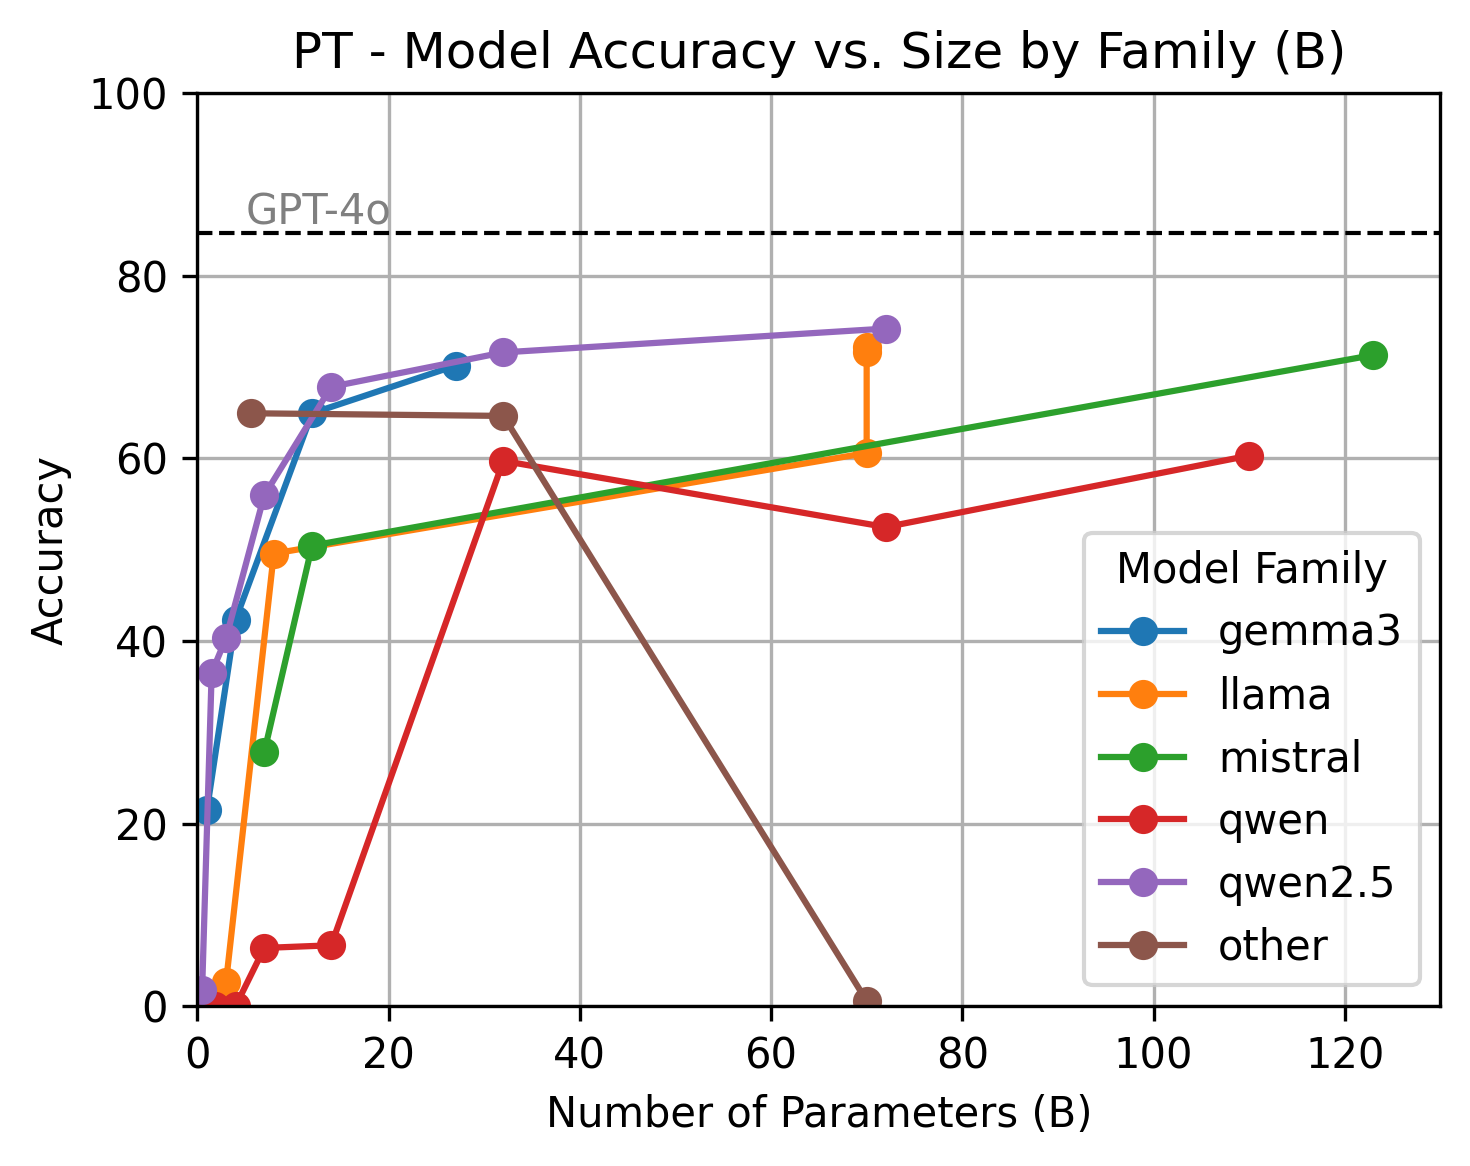 PT - Model Accuracy vs. Size by Family (B)
100
80
60
40
20
0
Accuracy
GPT-4o
Model Family
gemma3
llama
mistral
qwen
qwen2.5
other
0 20 40 60 80 100 120
Number of Parameters (B)